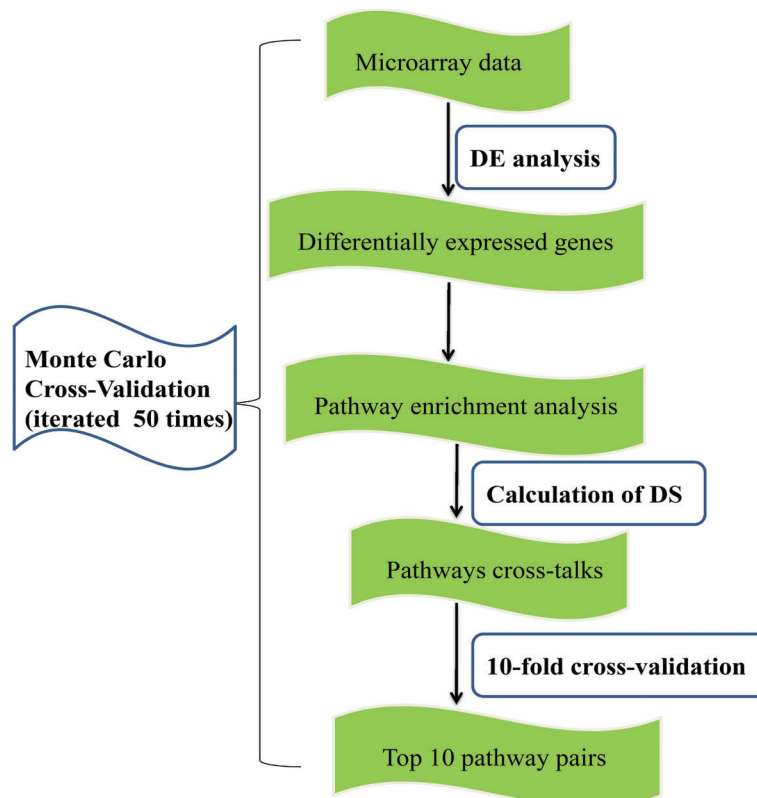 Microarray data
DE analysis
Differentially expressed genes
Monte Carlo
Cross-Validation
(iterated 50 times)
Pathway enrichment analysis
Calculation of DS
Pathways cross-talks
10-fold cross-validation
Top 10 pathway pairs